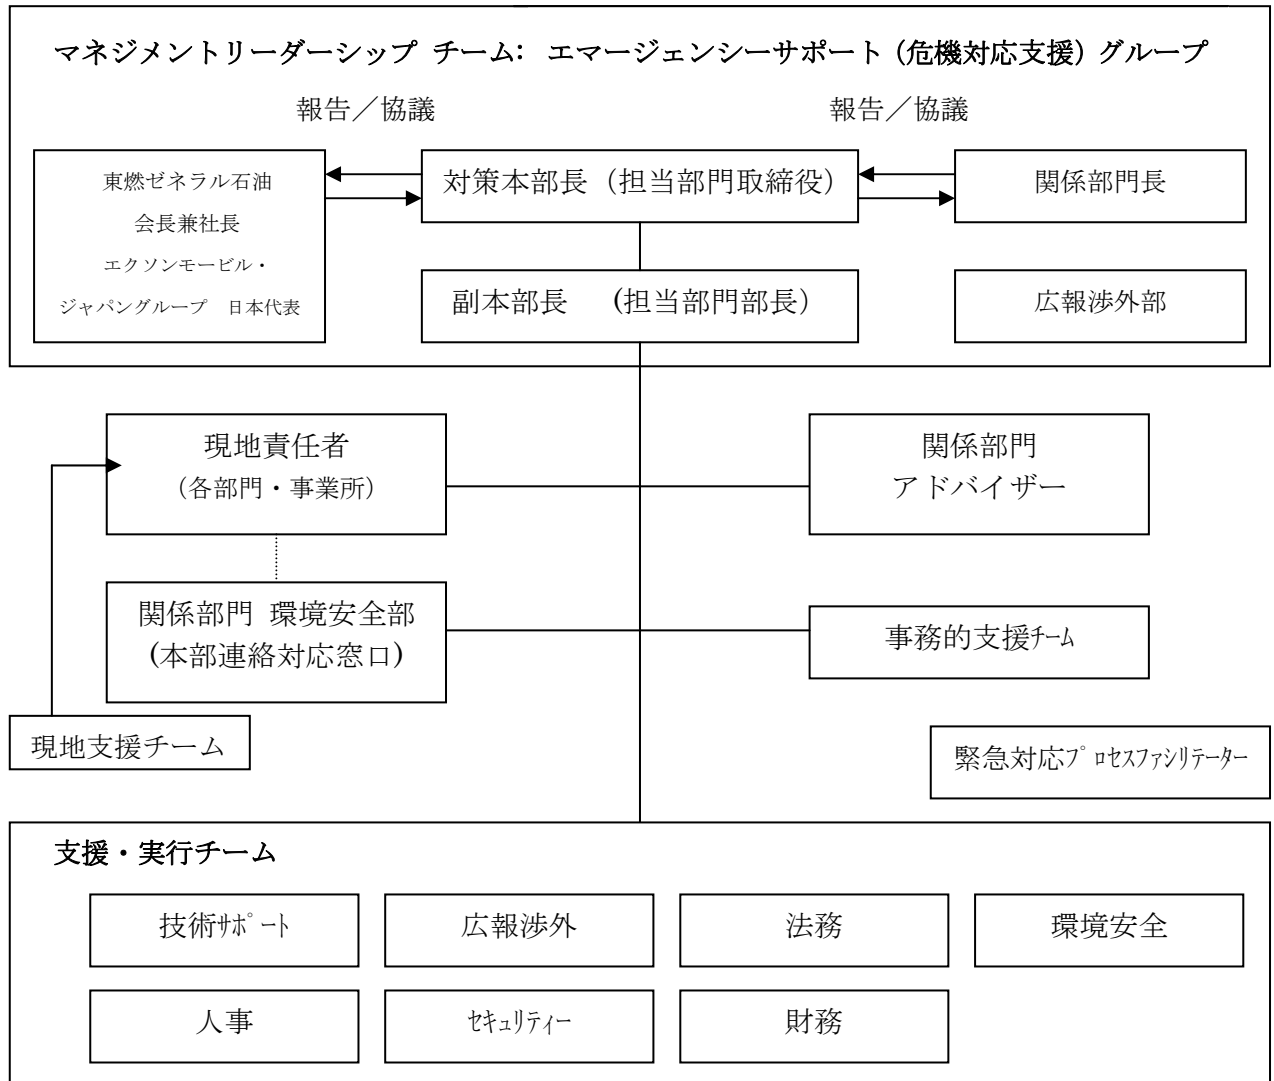 マネジメントリーダーシップ チーム: エマージェンシーサポート (危機対応支援) グループ
報告／協議
報告／協議
東燃ゼネラル石油
会長兼社長
エクソンモービル・
ジャパングループ 日本代表
対策本部長 (担当部門取締役)
関係部門長
副本部長 (担当部門部長)
広報渉外部
現地責任者
(各部門・事業所)
関係部門
アドバイザー
関係部門 環境安全部
(本部連絡対応窓口)
事務的支援ﾁｰﾑ
現地支援チーム
緊急対応ﾌﾟﾛｾｽﾌｧｼﾘﾃｰﾀｰ
支援・実行チーム
技術ｻﾎﾟｰﾄ
広報渉外
法務
環境安全
人事
ｾｷｭﾘﾃｨｰ
財務